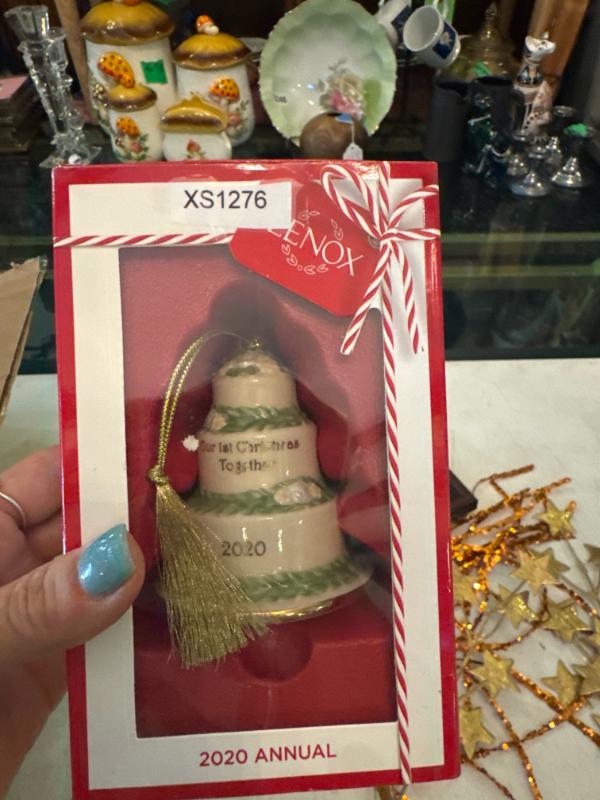 XS1276
LENOX
Our 1st Christmas
Together
2020
2020 ANNUAL